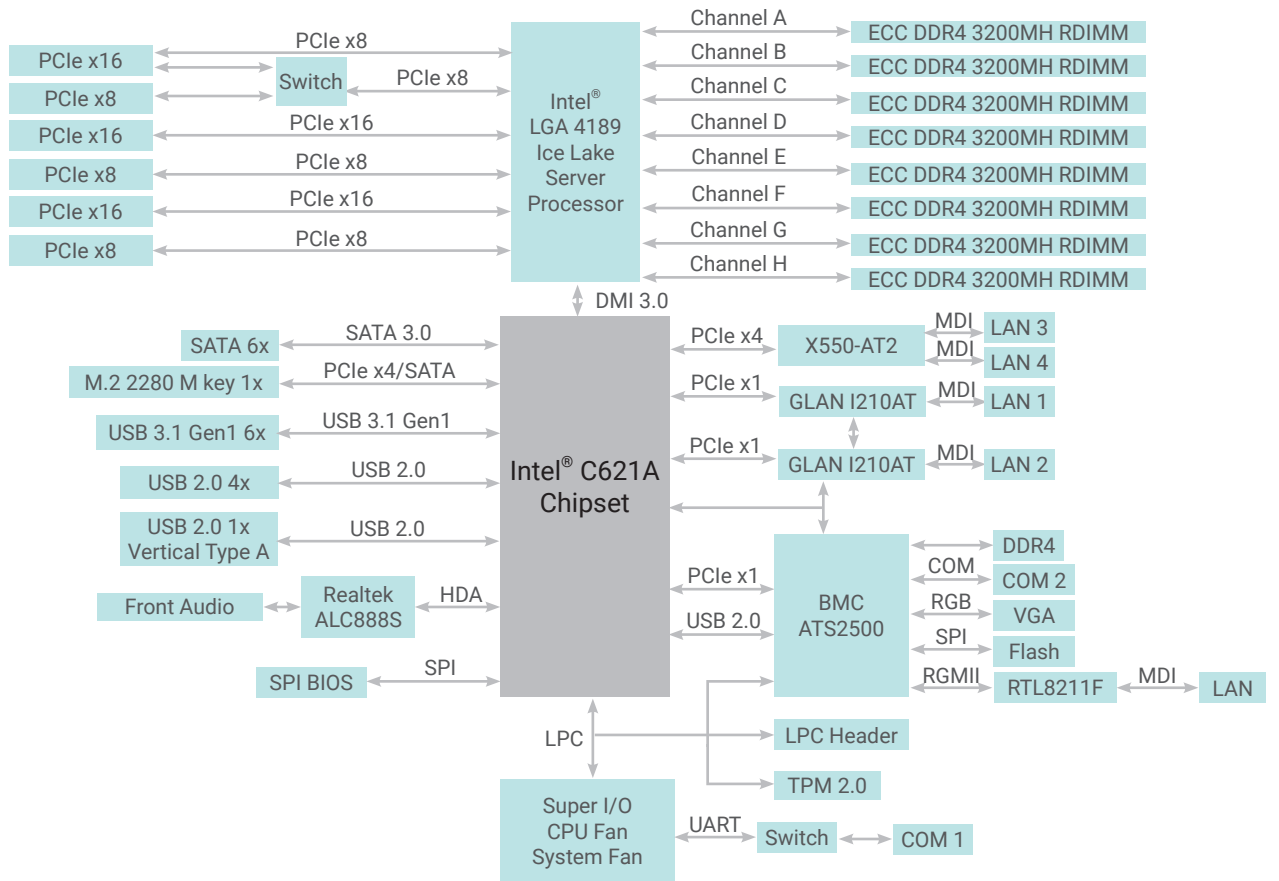 PCIe x16
PCIe x8
PCIe x8
Switch
PCIe x8
PCIe x16
PCIe x16
PCIe x8
PCIe x8
PCIe x16
PCIe x16
PCIe x8
PCIe x8
Intel®
LGA 4189
Ice Lake
Server
Processor
Channel A
ECC DDR4 3200MH RDIMM
Channel B
ECC DDR4 3200MH RDIMM
Channel C
ECC DDR4 3200MH RDIMM
Channel D
ECC DDR4 3200MH RDIMM
Channel E
ECC DDR4 3200MH RDIMM
Channel F
ECC DDR4 3200MH RDIMM
Channel G
ECC DDR4 3200MH RDIMM
Channel H
ECC DDR4 3200MH RDIMM
DMI 3.0
SATA 6x
SATA 3.0
M.2 2280 M key 1x
PCIe x4/SATA
USB 3.1 Gen1 6x
USB 3.1 Gen1
USB 2.0 4x
USB 2.0
USB 2.0 1x
Vertical Type A
USB 2.0
Front Audio
Realtek
ALC888S
HDA
SPI BIOS
SPI
Intel® C621A
Chipset
PCIe x4
X550-AT2
MDI
LAN 3
MDI
LAN 4
PCIe x1
GLAN I210AT
MDI
LAN 1
PCIe x1
GLAN I210AT
MDI
LAN 2
PCIe x1
USB 2.0
BMC
ATS2500
DDR4
COM
COM 2
RGB
VGA
SPI
Flash
RGMII
RTL8211F
MDI
LAN
LPC
LPC Header
TPM 2.0
Super I/O
CPU Fan
System Fan
UART
Switch
COM 1